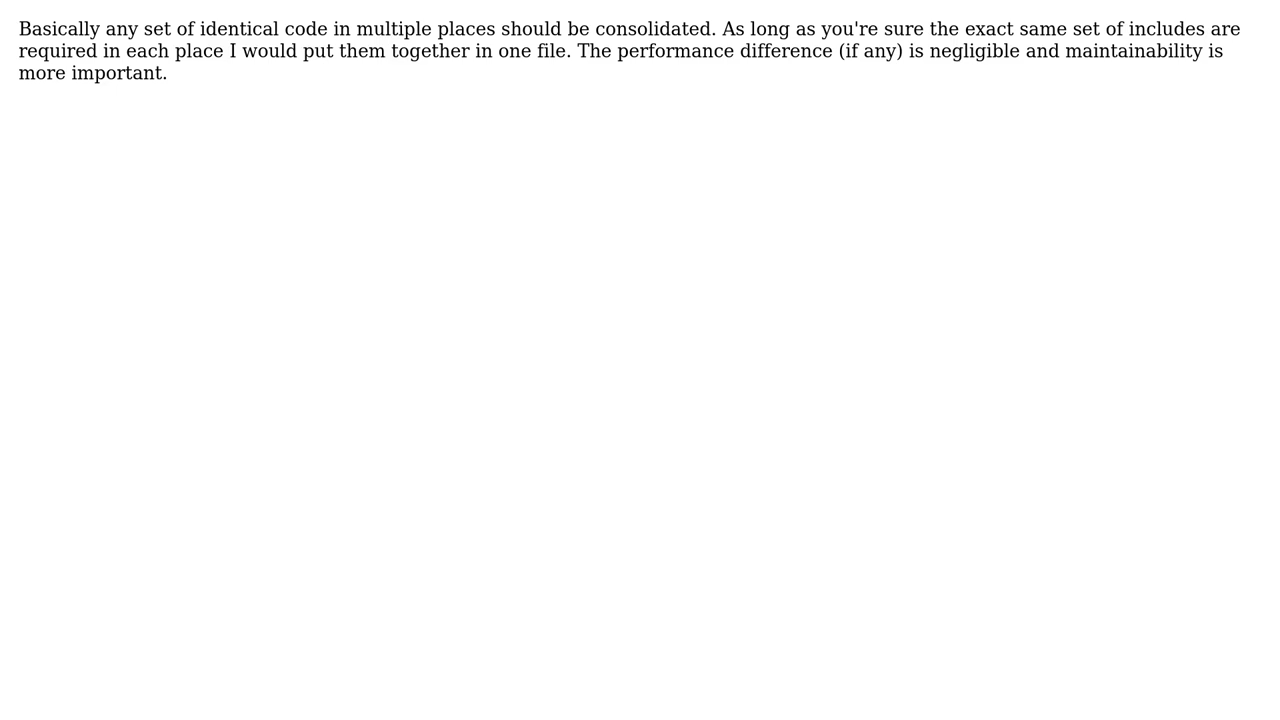 Basically any set of identical code in multiple places should be consolidated. As long as you're sure the exact same set of includes are
required in each place I would put them together in one file. The performance difference (if any) is negligible and maintainability is
more important.